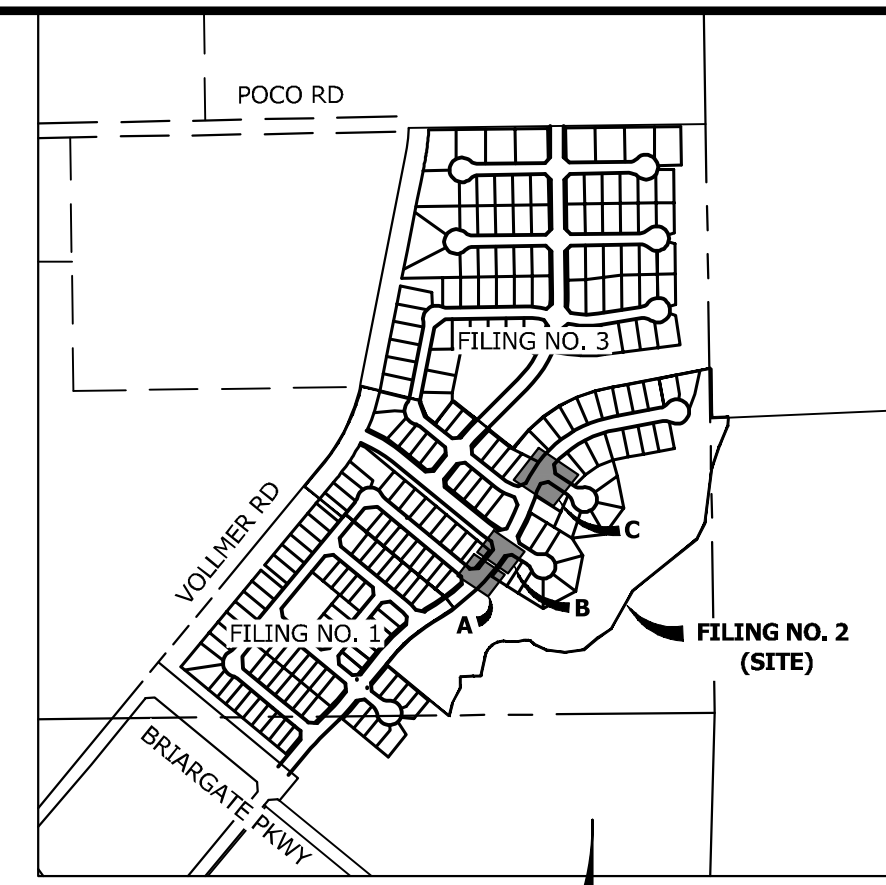 POCO RD
FILING NO. 3
VOLLMER RD
C
B
A
FILING NO. 2
(SITE)
FILING NO. 1
BRIARGATE PKWY